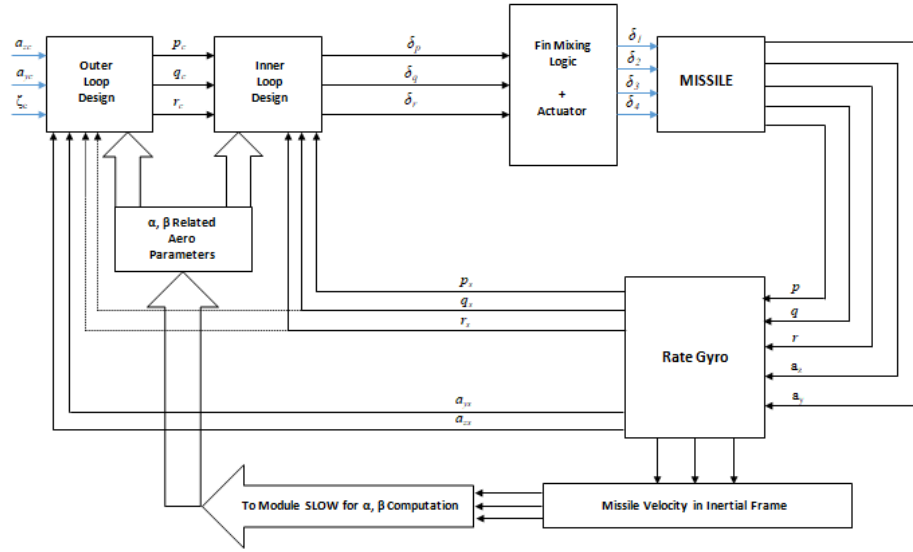 a_zc
a_yc
ζ_c
Outer
Loop
Design
p_c
q_c
r_c
Inner
Loop
Design
δ_p
δ_q
δ_r
Fin Mixing
Logic
+
Actuator
δ_1
δ_2
δ_3
δ_4
MISSILE
α, β Related
Aero
Parameters
p_s
q_s
r_s
a_ys
a_zs
Rate Gyro
p
q
r
a_z
a_y
To Module SLOW for α, β Computation
Missile Velocity in Inertial Frame